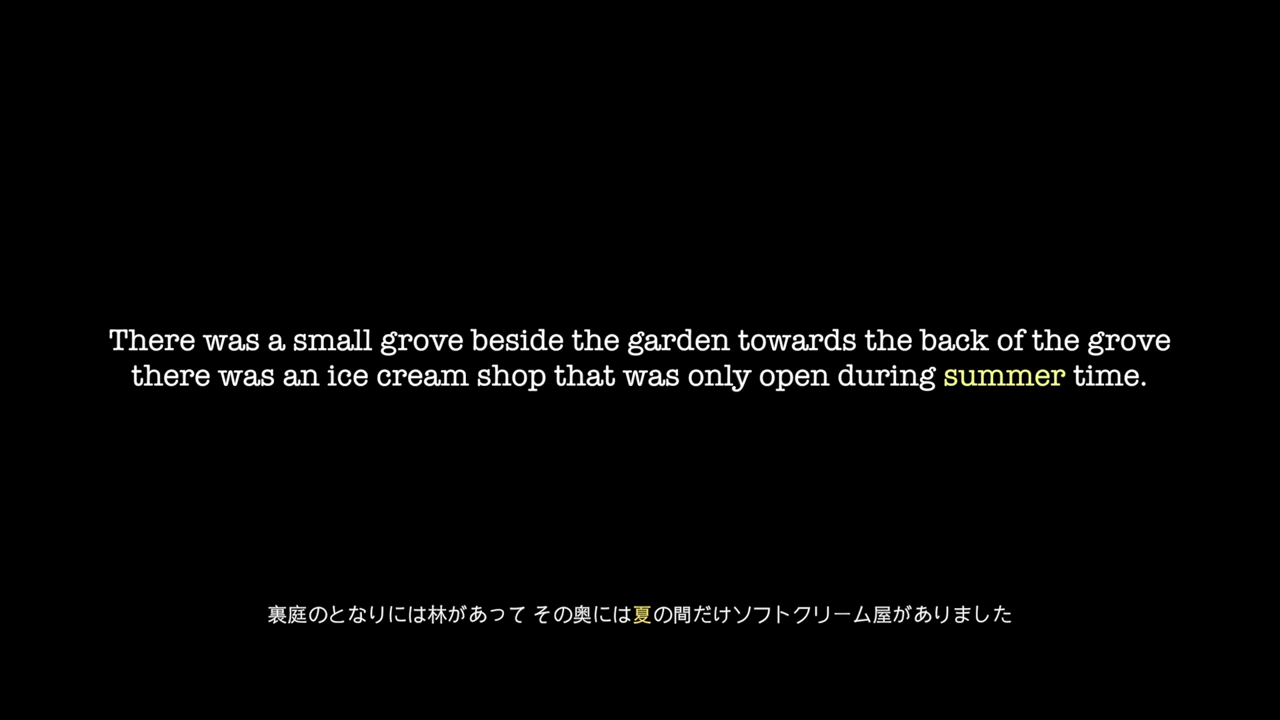 There was a small grove beside the garden towards the back of the grove
there was an ice cream shop that was only open during summer time.
裏庭のとなりには林があって その奥には夏の間だけソフトクリーム屋がありました